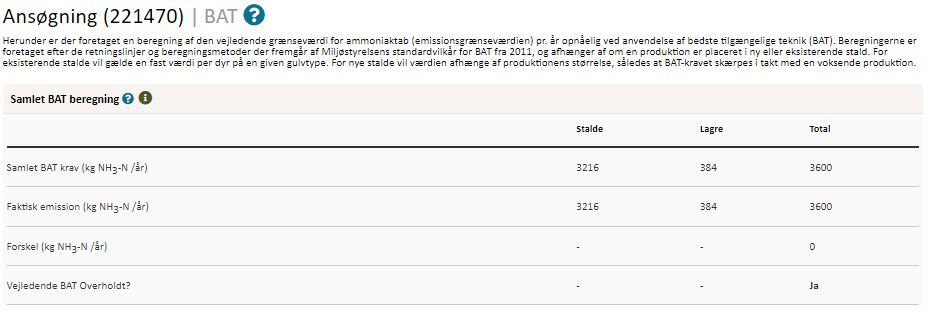 Ansøgning (221470) | BAT ?
Herunder er der foretaget en beregning af den vejledende grænseværdi for ammoniaktab (emissionsgrænseværdien) pr. år opnåelig ved anvendelse af bedste tilgængelige teknik (BAT). Beregningerne er
foretaget efter de retningslinjer og beregningsmetoder der fremgår af Miljøstyrelsens standardvilkår for BAT fra 2011, og afhænger af om en produktion er placeret i ny eller eksisterende stald. For
eksisterende stalde vil gælde en fast værdi per dyr på en given gulvtype. For nye stalde vil værdien afhænge af produktionens størrelse, således at BAT-kravet skærpes i takt med en voksende produktion.
Samlet BAT beregning ? i
Stalde Lagre Total
Samlet BAT krav (kg NH3-N /år) 3216 384 3600
Faktisk emission (kg NH3-N /år) 3216 384 3600
Forskel (kg NH3-N /år) - - 0
Vejledende BAT Overholdt? - - Ja